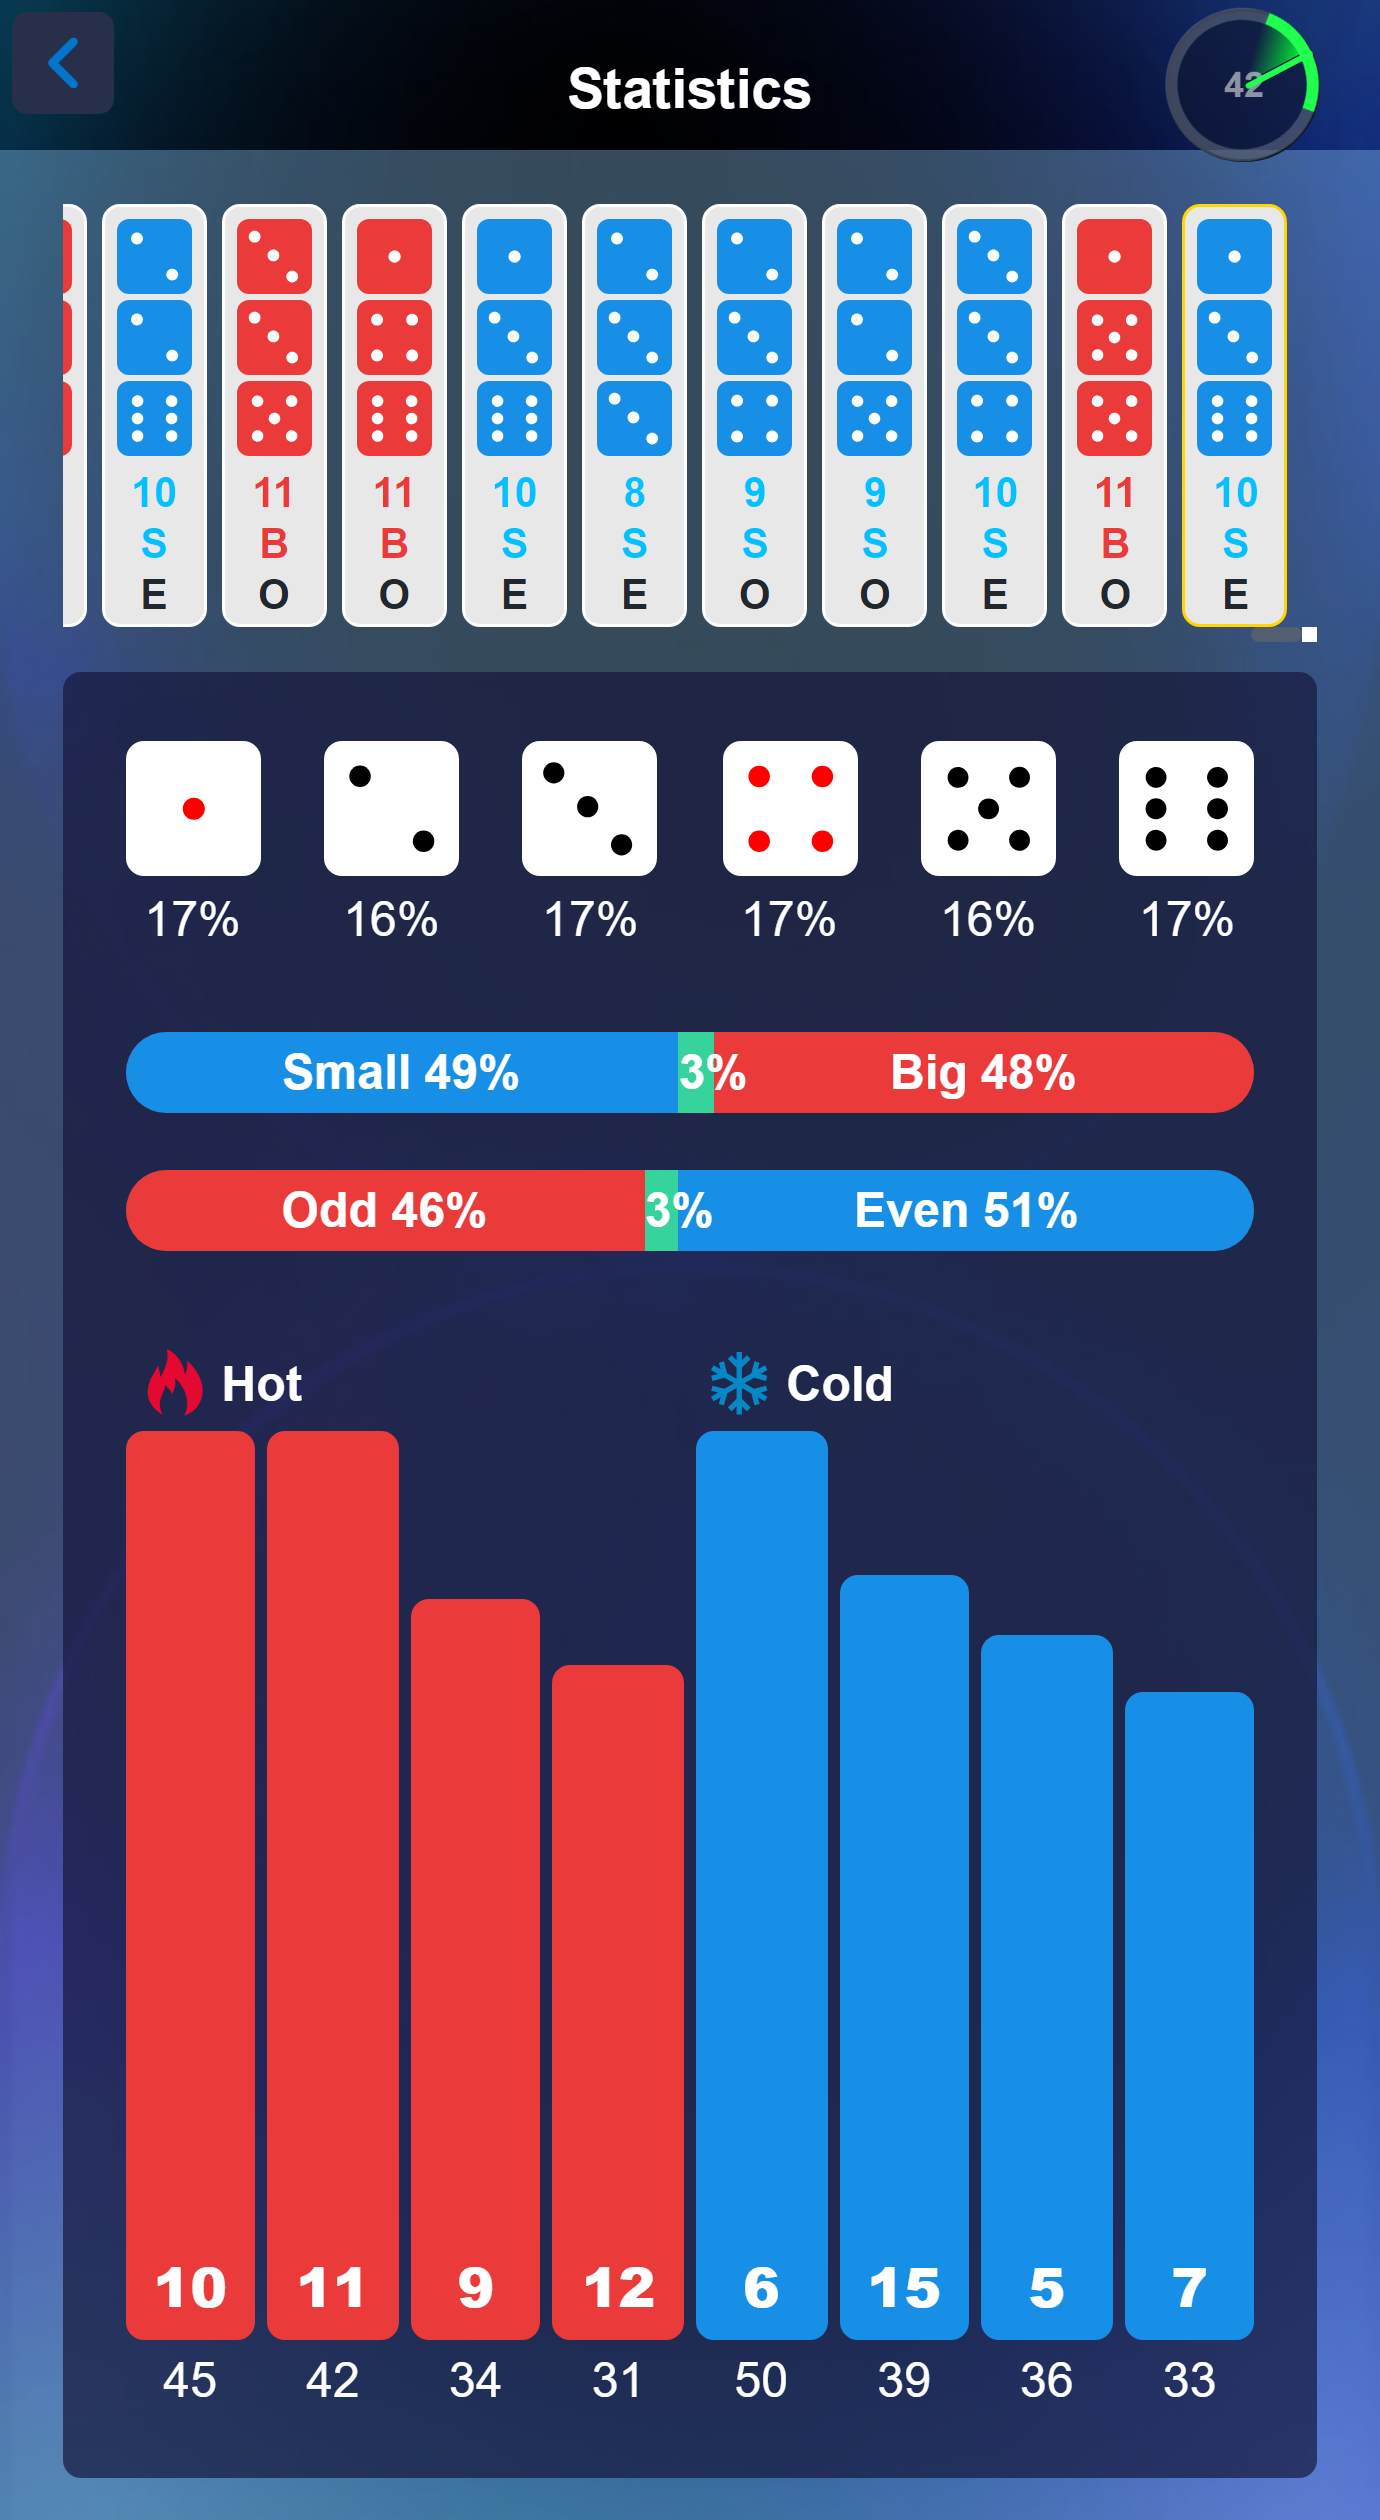 Statistics
42
10 11 11 10 8 9 9 10 11 10
S B B S S S S S B S
E O O E E O O E O E
17% 16% 17% 17% 16% 17%
Small 49% 3% Big 48%
Odd 46% 3% Even 51%
Hot Cold
10 11 9 12 6 15 5 7
45 42 34 31 50 39 36 33